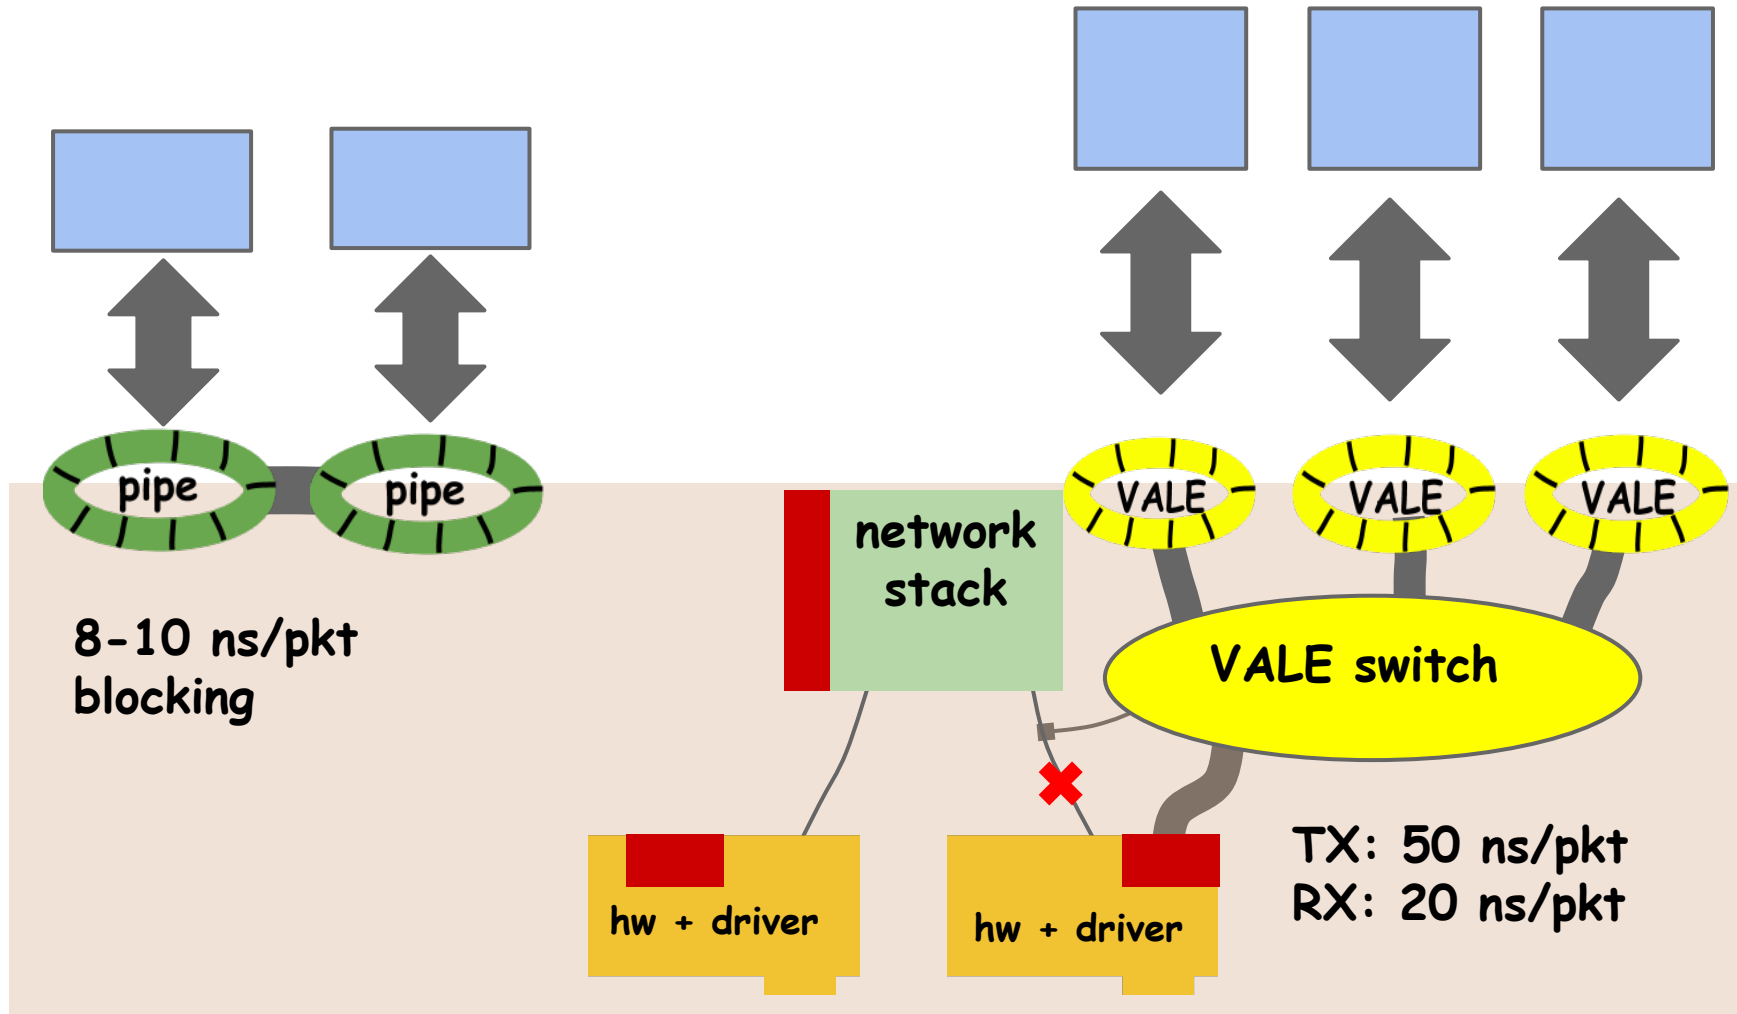 pipe
pipe
8-10 ns/pkt
blocking
network
stack
VALE
VALE
VALE
VALE switch
hw + driver
hw + driver
TX: 50 ns/pkt
RX: 20 ns/pkt